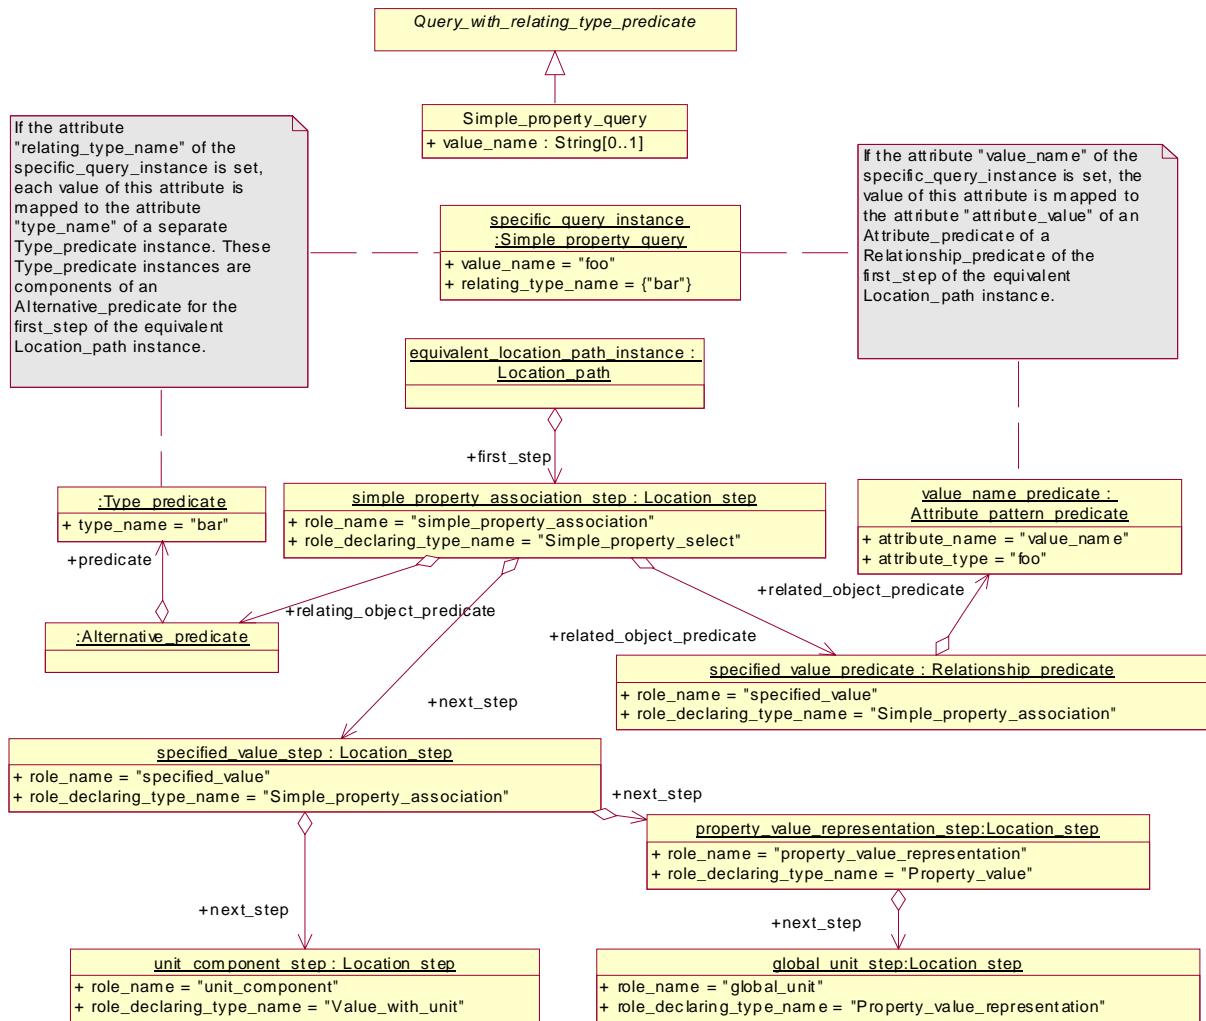 Query_with_relating_type_predicate
Simple_property_query
+ value_name : String[0..1]
If the attribute
"relating_type_name" of the
specific_query_instance is set,
each value of this attribute is
mapped to the attribute
"type_name" of a separate
Type_predicate instance. These
Type_predicate instances are
components of an
Alternative_predicate for the
first_step of the equivalent
Location_path instance.
specific_query_instance
:Simple_property_query
+ value_name = "foo"
+ relating_type_name = {"bar"}
If the attribute "value_name" of the
specific_query_instance is set, the
value of this attribute is mapped to
the attribute "attribute_value" of an
Attribute_predicate of a
Relationship_predicate of the
first_step of the equivalent
Location_path instance.
equivalent_location_path_instance :
Location_path
+first_step
:Type_predicate
+ type_name = "bar"
simple_property_association_step : Location_step
+ role_name = "simple_property_association"
+ role_declaring_type_name = "Simple_property_select"
value_name_predicate :
Attribute_pattern_predicate
+ attribute_name = "value_name"
+ attribute_type = "foo"
+predicate
+relating_object_predicate
+related_object_predicate
+related_object_predicate
:Alternative_predicate
specified_value_predicate : Relationship_predicate
+ role_name = "specified_value"
+ role_declaring_type_name = "Simple_property_association"
+next_step
specified_value_step : Location_step
+ role_name = "specified_value"
+ role_declaring_type_name = "Simple_property_association"
+next_step
property_value_representation_step:Location_step
+ role_name = "property_value_representation"
+ role_declaring_type_name = "Property_value"
+next_step
+next_step
unit_component_step : Location_step
+ role_name = "unit_component"
+ role_declaring_type_name = "Value_with_unit"
global_unit_step:Location_step
+ role_name = "global_unit"
+ role_declaring_type_name = "Property_value_representation"